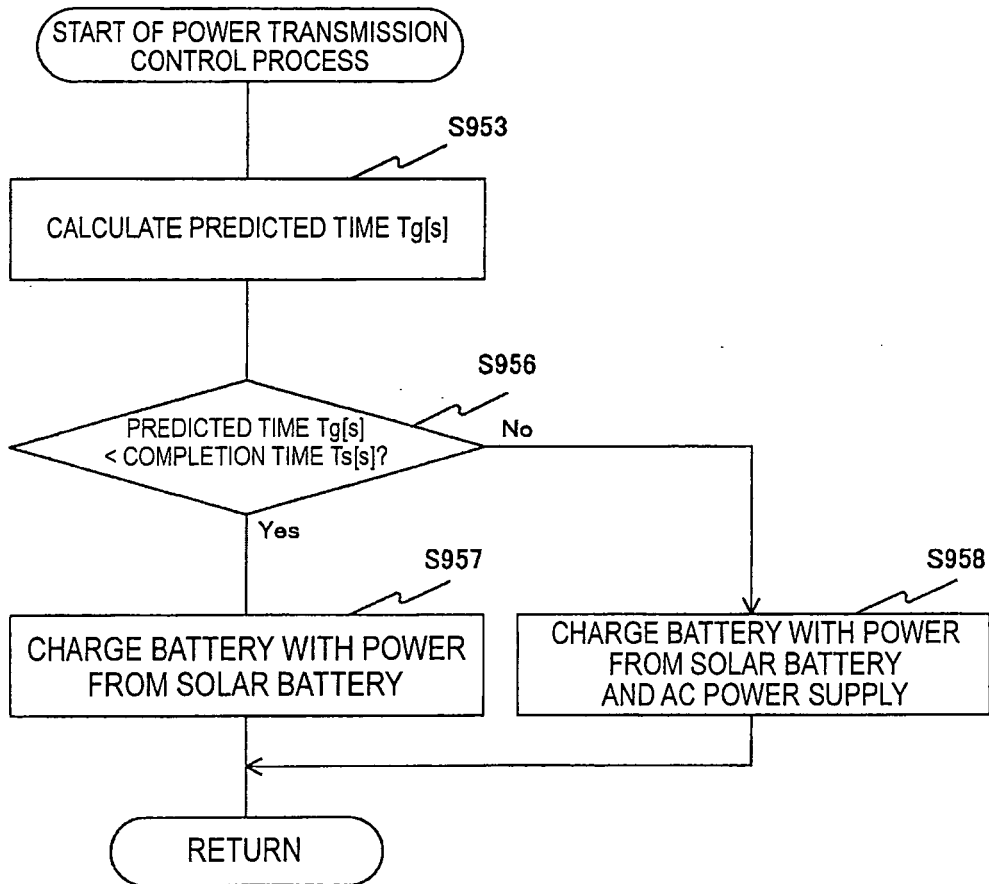 START OF POWER TRANSMISSION
CONTROL PROCESS
S953
CALCULATE PREDICTED TIME Tg[s]
S956
PREDICTED TIME Tg[s]
< COMPLETION TIME Ts[s]?
No
Yes
S957
CHARGE BATTERY WITH POWER
FROM SOLAR BATTERY
S958
CHARGE BATTERY WITH POWER
FROM SOLAR BATTERY
AND AC POWER SUPPLY
RETURN